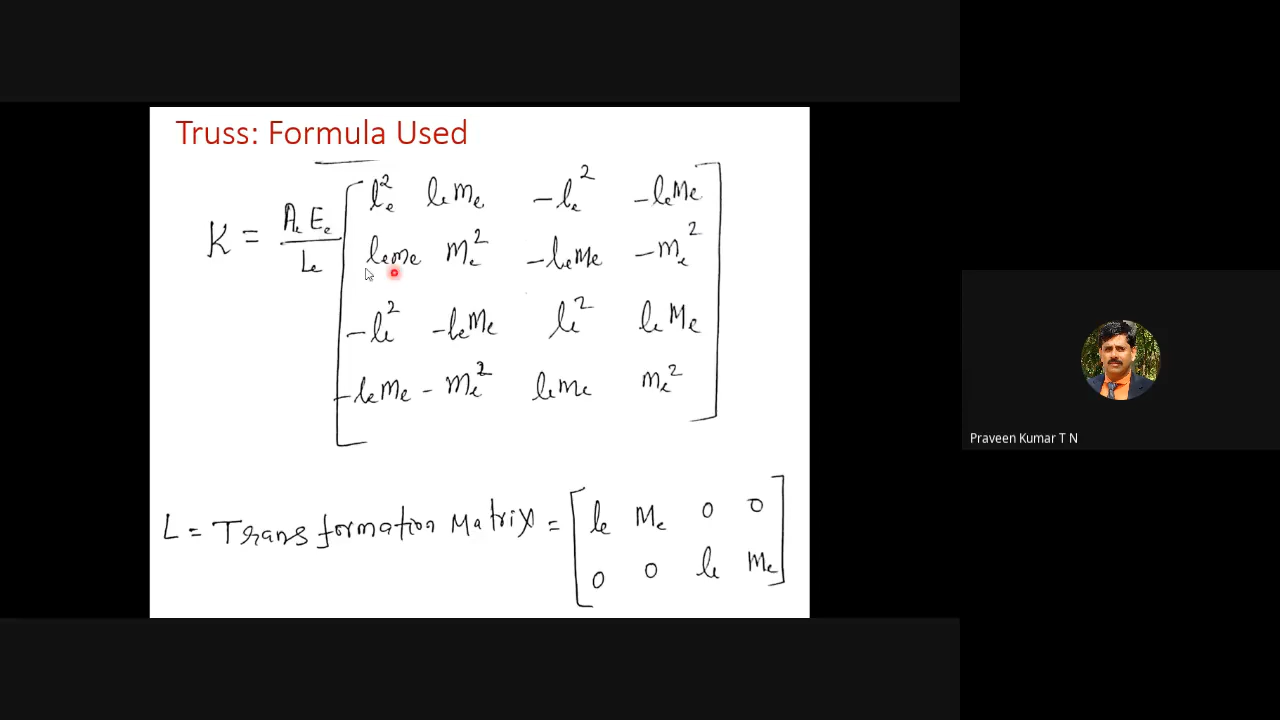 Truss: Formula Used
K = AₑEₑ/Lₑ [ lₑ² lₑmₑ -lₑ² -lₑmₑ
lₑmₑ mₑ² -lₑmₑ -mₑ²
-lₑ² -lₑmₑ lₑ² lₑmₑ
-lₑmₑ -mₑ² lₑmₑ mₑ² ]
L = Transformation Matrix = [ lₑ mₑ 0 0
0 0 lₑ mₑ ]
Praveen Kumar T N